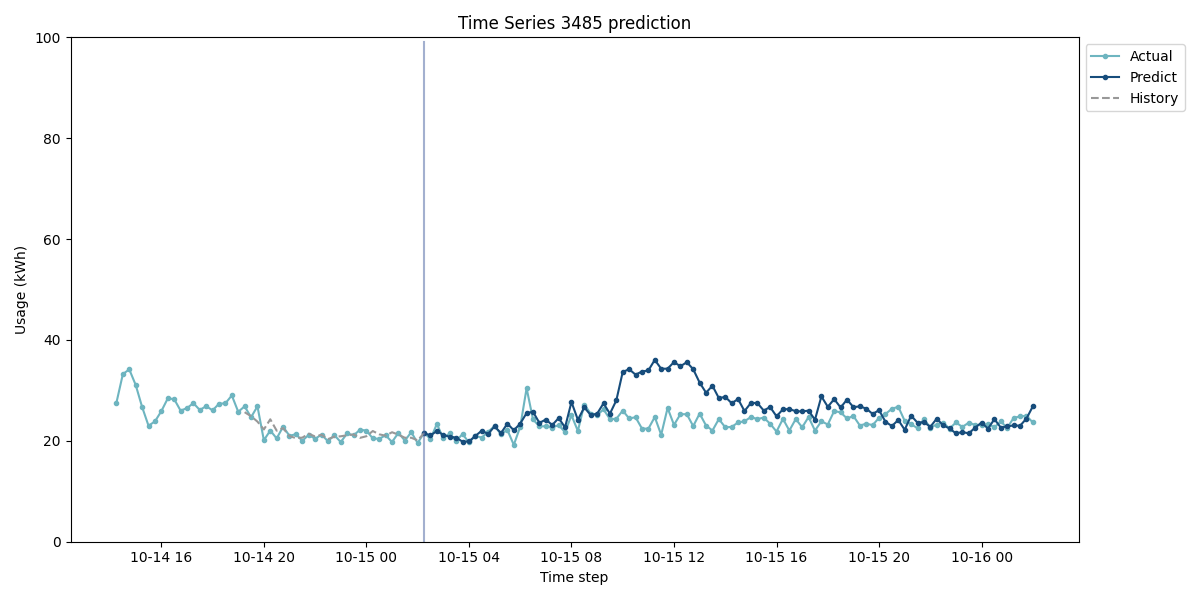 Time Series 3485 prediction
100
80
60
40
20
0
Usage (kWh)
10-14 16
10-14 20
10-15 00
10-15 04
10-15 08
10-15 12
10-15 16
10-15 20
10-16 00
Time step
Actual
Predict
History